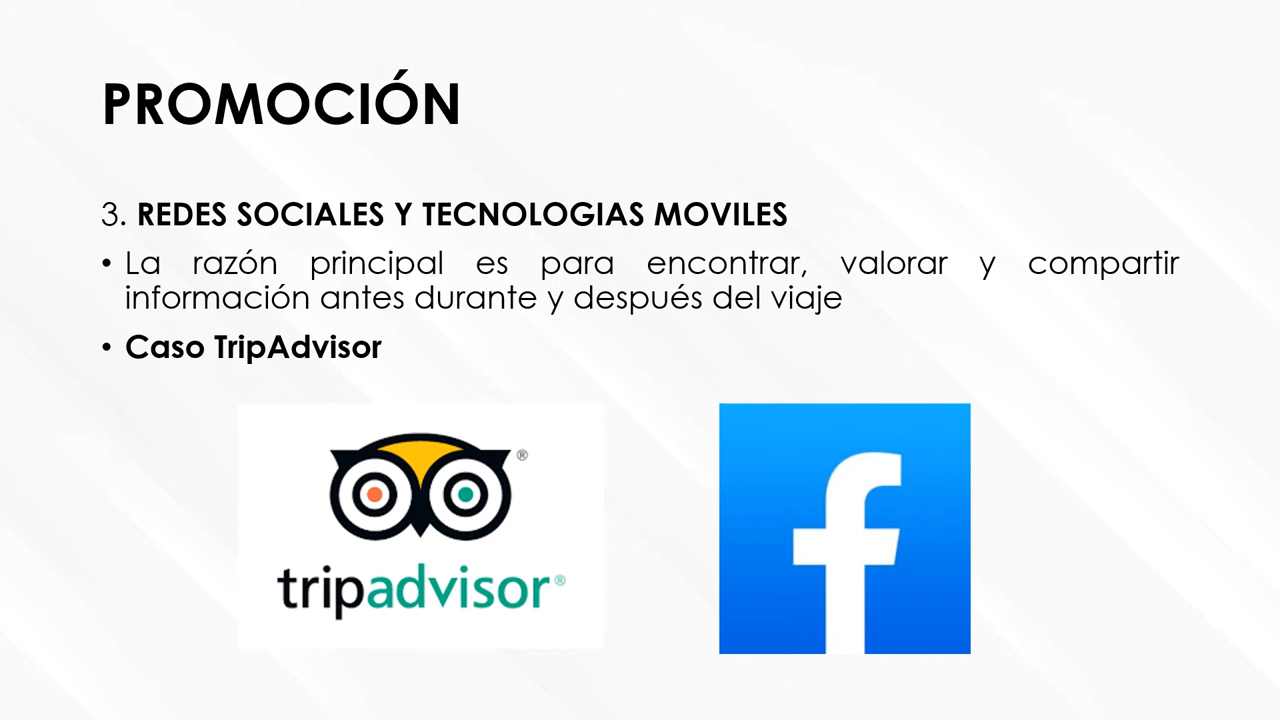 PROMOCIÓN
3. REDES SOCIALES Y TECNOLOGIAS MOVILES
• La razón principal es para encontrar, valorar y compartir
información antes durante y después del viaje
• Caso TripAdvisor
tripadvisor®